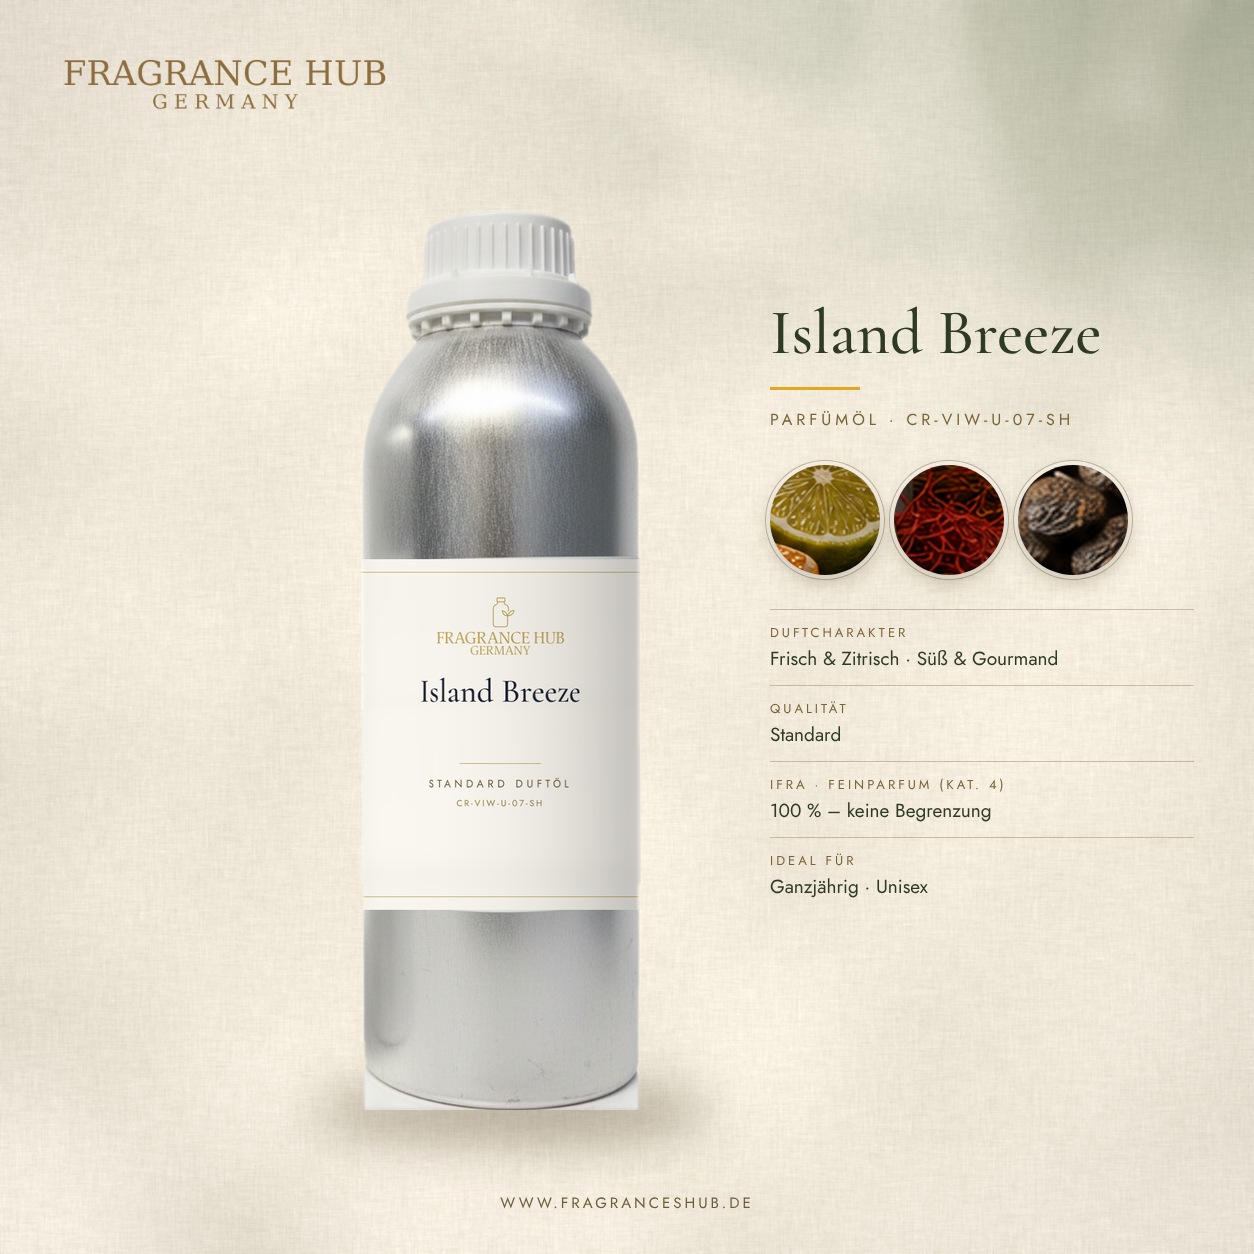 FRAGRANCE HUB
GERMANY
Island Breeze
PARFÜMÖL · CR-VIW-U-07-SH
DUFTCHARAKTER
Frisch & Zitrisch · Süß & Gourmand
QUALITÄT
Standard
IFRA · FEINPARFUM (KAT. 4)
100 % – keine Begrenzung
IDEAL FÜR
Ganzjährig · Unisex
FRAGRANCE HUB
GERMANY
Island Breeze
STANDARD DUFTÖL
CR-VIW-U-07-SH
WWW.FRAGRANCESHUB.DE